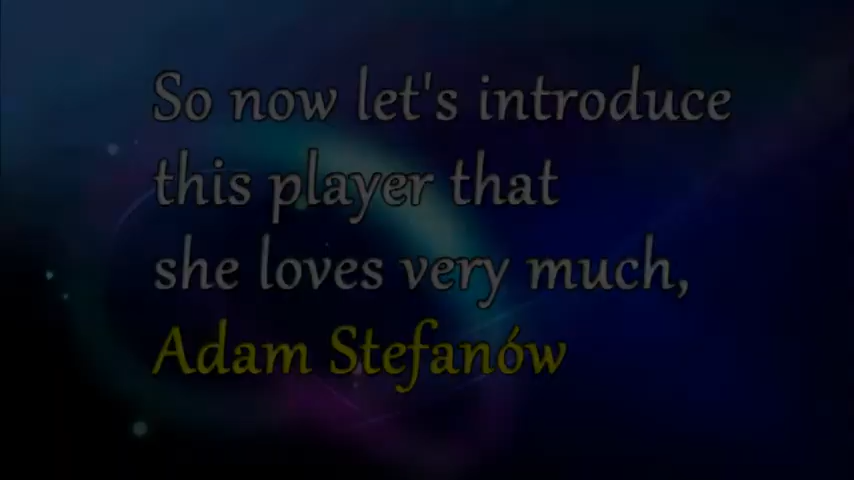 So now let's introduce
this player that
she loves very much,
Adam Stefanów